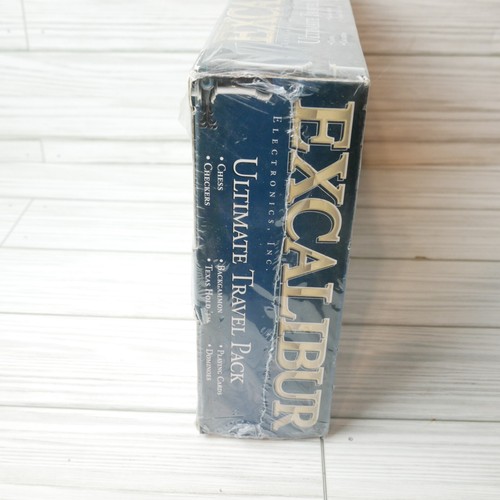 EXCALIBUR
ELECTRONICS, INC.
ULTIMATE TRAVEL PACK
• CHESS • BACKGAMMON • PLAYING CARDS
• CHECKERS • TEXAS HOLD 'EM • DOMINOES